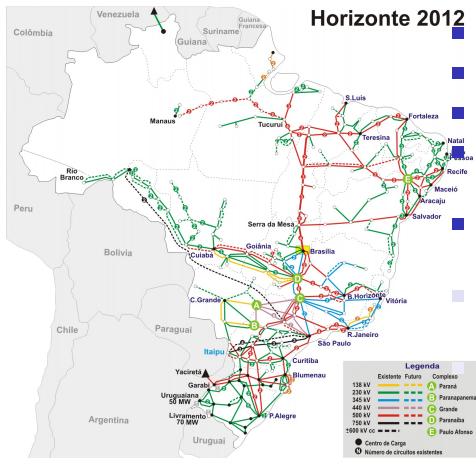 Horizonte 2012
Venezuela
Colômbia
Guiana
Suriname
Guiana
Francesa
Manaus
Tucuruí
S.Luis
Fortaleza
Teresina
Natal
Pessoa
Recife
Maceió
Aracaju
Salvador
Rio
Branco
Peru
Serra da Mesa
Bolívia
Cuiabá
Goiânia
Brasília
E
D
C
A
B
C.Grande
B.Horizonte
Vitória
R.Janeiro
São Paulo
Chile
Paraguai
Itaipu
Curitiba
Blumenau
Yaciretá
Garabi
Uruguaiana
50 MW
Livramento
70 MW
P.Alegre
Argentina
Uruguai
Legenda
Existente Futuro Complexo
138 kV A Paraná
230 kV B Paranapanema
345 kV C Grande
440 kV D Paranaíba
500 kV E Paulo Afonso
750 kV
±600 kV cc
Centro de Carga
N Número de circuitos existentes